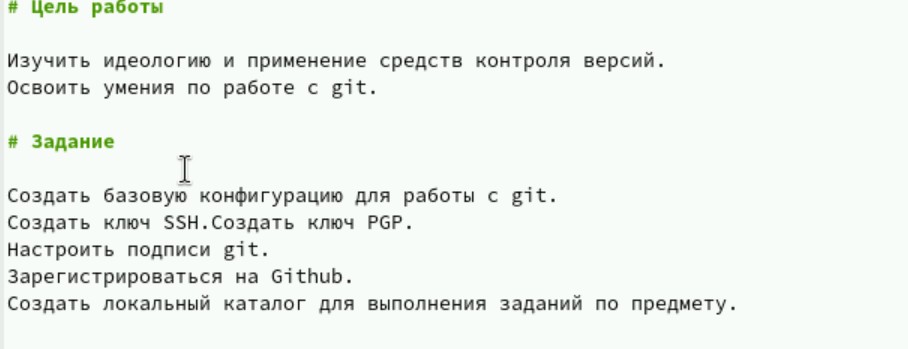 # Цель работы
Изучить идеологию и применение средств контроля версий.
Освоить умения по работе с git.
# Задание
Создать базовую конфигурацию для работы с git.
Создать ключ SSH.Создать ключ PGP.
Настроить подписи git.
Зарегистрироваться на Github.
Создать локальный каталог для выполнения заданий по предмету.